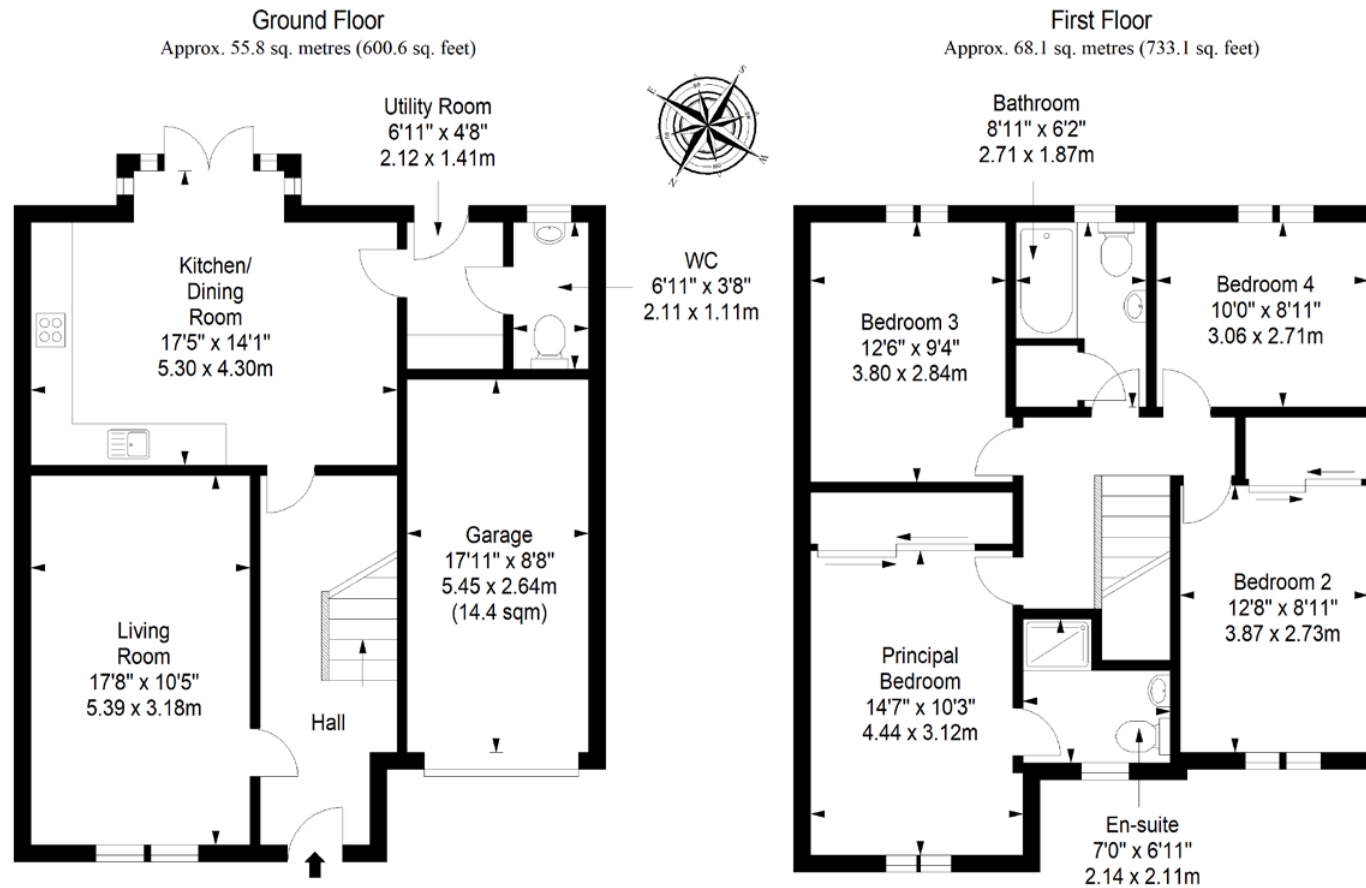 Ground Floor
Approx. 55.8 sq. metres (600.6 sq. feet)
First Floor
Approx. 68.1 sq. metres (733.1 sq. feet)
Utility Room
6'11" x 4'8"
2.12 x 1.41m
S
E
W
N
Bathroom
8'11" x 6'2"
2.71 x 1.87m
Kitchen/
Dining
Room
17'5" x 14'1"
5.30 x 4.30m
WC
6'11" x 3'8"
2.11 x 1.11m
Bedroom 3
12'6" x 9'4"
3.80 x 2.84m
Bedroom 4
10'0" x 8'11"
3.06 x 2.71m
Garage
17'11" x 8'8"
5.45 x 2.64m
(14.4 sqm)
Living
Room
17'8" x 10'5"
5.39 x 3.18m
Hall
Principal
Bedroom
14'7" x 10'3"
4.44 x 3.12m
Bedroom 2
12'8" x 8'11"
3.87 x 2.73m
En-suite
7'0" x 6'11"
2.14 x 2.11m